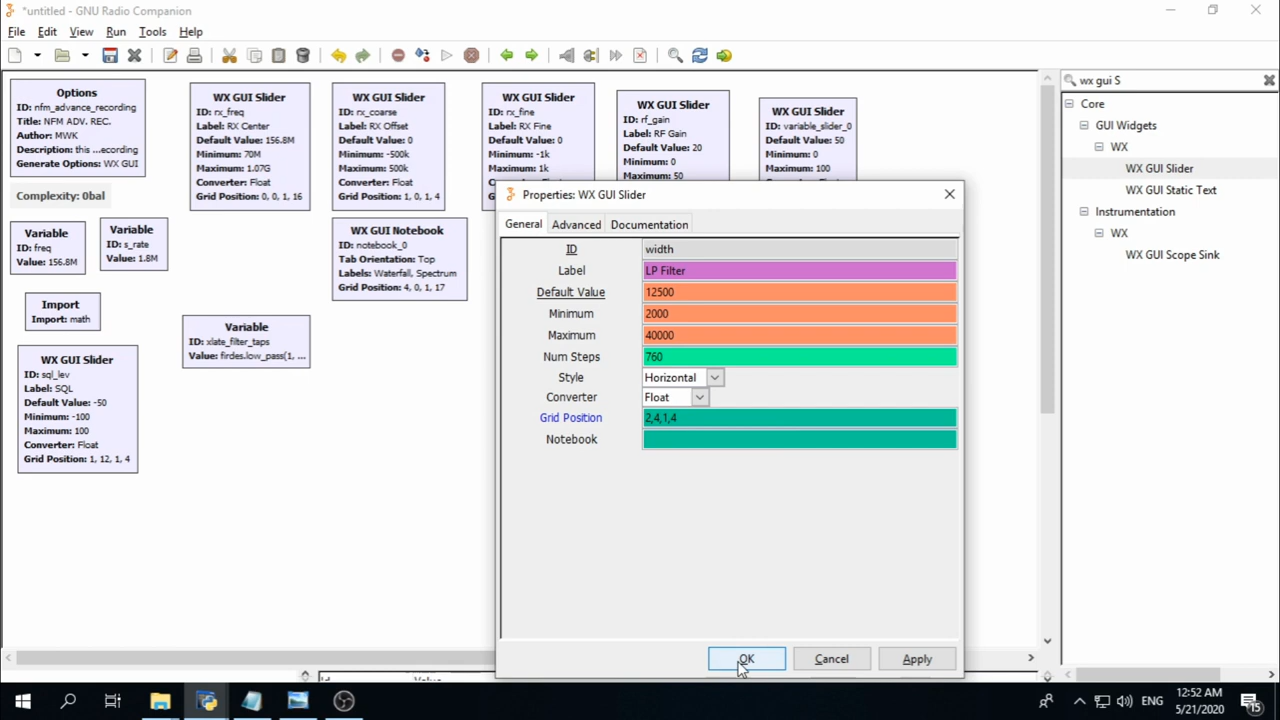 *untitled - GNU Radio Companion
File Edit View Run Tools Help
wx gui S
Options
ID: nfm_advance_recording
Title: NFM ADV. REC.
Author: MWK
Description: this ...ecording
Generate Options: WX GUI
Complexity: 0bal
WX GUI Slider
ID: rx_freq
Label: RX Center
Default Value: 156.8M
Minimum: 70M
Maximum: 1.07G
Converter: Float
Grid Position: 0, 0, 1, 16
WX GUI Slider
ID: rx_coarse
Label: RX Offset
Default Value: 0
Minimum: -500k
Maximum: 500k
Converter: Float
Grid Position: 1, 0, 1, 4
WX GUI Slider
ID: rx_fine
Label: RX Fine
Default Value: 0
Minimum: -1k
Maximum: 1k
WX GUI Slider
ID: rf_gain
Label: RF Gain
Default Value: 20
Minimum: 0
Maximum: 50
WX GUI Slider
ID: variable_slider_0
Default Value: 50
Minimum: 0
Maximum: 100
Variable
ID: freq
Value: 156.8M
Variable
ID: s_rate
Value: 1.8M
WX GUI Notebook
ID: notebook_0
Tab Orientation: Top
Labels: Waterfall, Spectrum
Grid Position: 4, 0, 1, 17
Import
Import: math
Variable
ID: xlate_filter_taps
Value: firdes.low_pass(1, ...
WX GUI Slider
ID: sql_lev
Label: SQL
Default Value: -50
Minimum: -100
Maximum: 100
Converter: Float
Grid Position: 1, 12, 1, 4
Properties: WX GUI Slider
General Advanced Documentation
ID width
Label LP Filter
Default Value 12500
Minimum 2000
Maximum 40000
Num Steps 760
Style Horizontal
Converter Float
Grid Position 2,4,1,4
Notebook
OK Cancel Apply
Core
GUI Widgets
WX
WX GUI Slider
WX GUI Static Text
Instrumentation
WX
WX GUI Scope Sink
Id Value
ENG
12:52 AM
5/21/2020
15